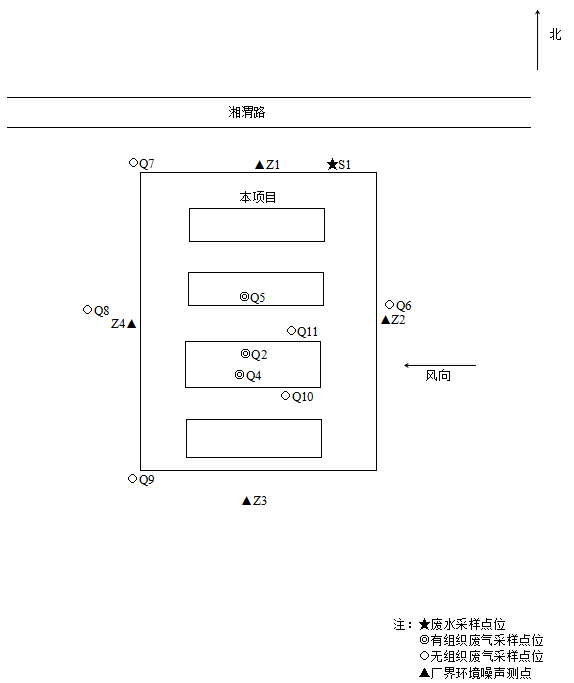 北
湘渭路
Q7
▲Z1
★S1
本项目
Q5
Q6
Q8
Z4▲
▲Z2
Q11
Q2
Q4
风向
Q10
Q9
▲Z3
注：★废水采样点位
◎有组织废气采样点位
○无组织废气采样点位
▲厂界环境噪声测点